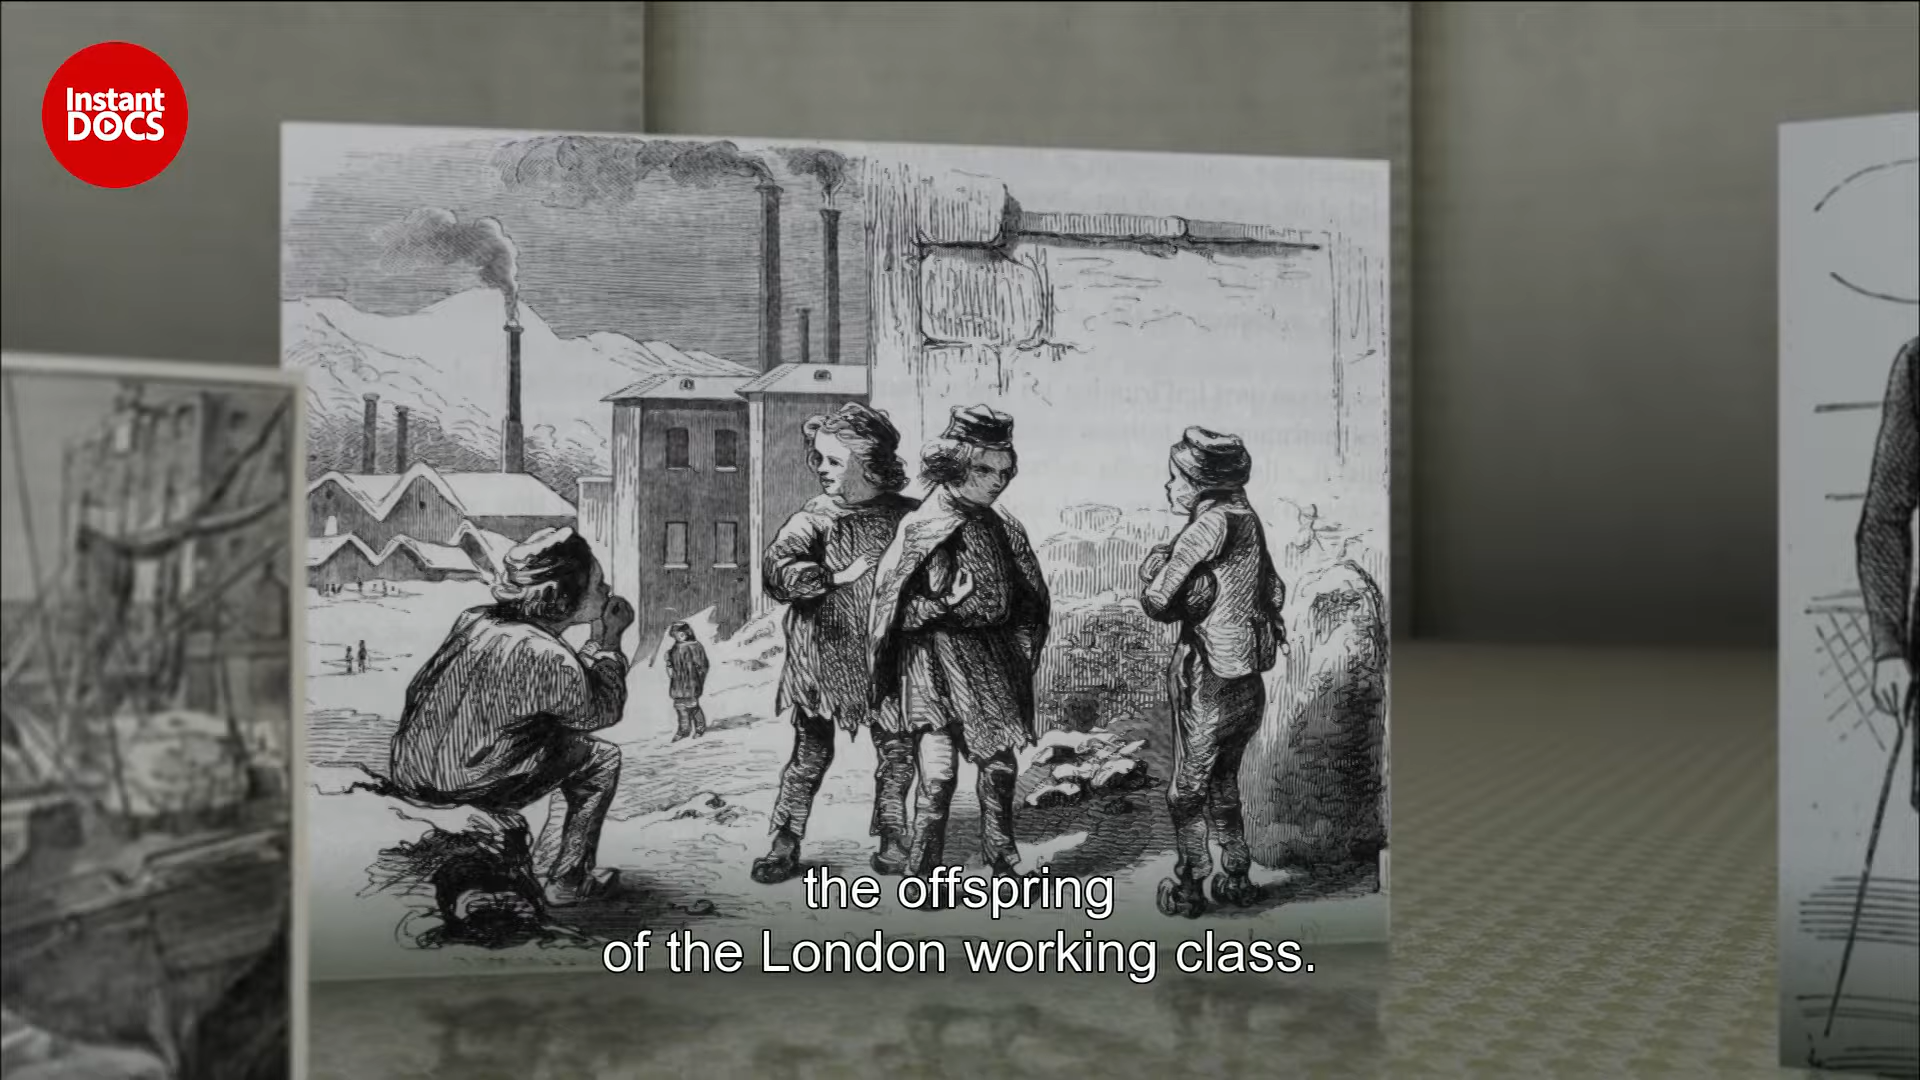 Instant
DOCS
the offspring
of the London working class.